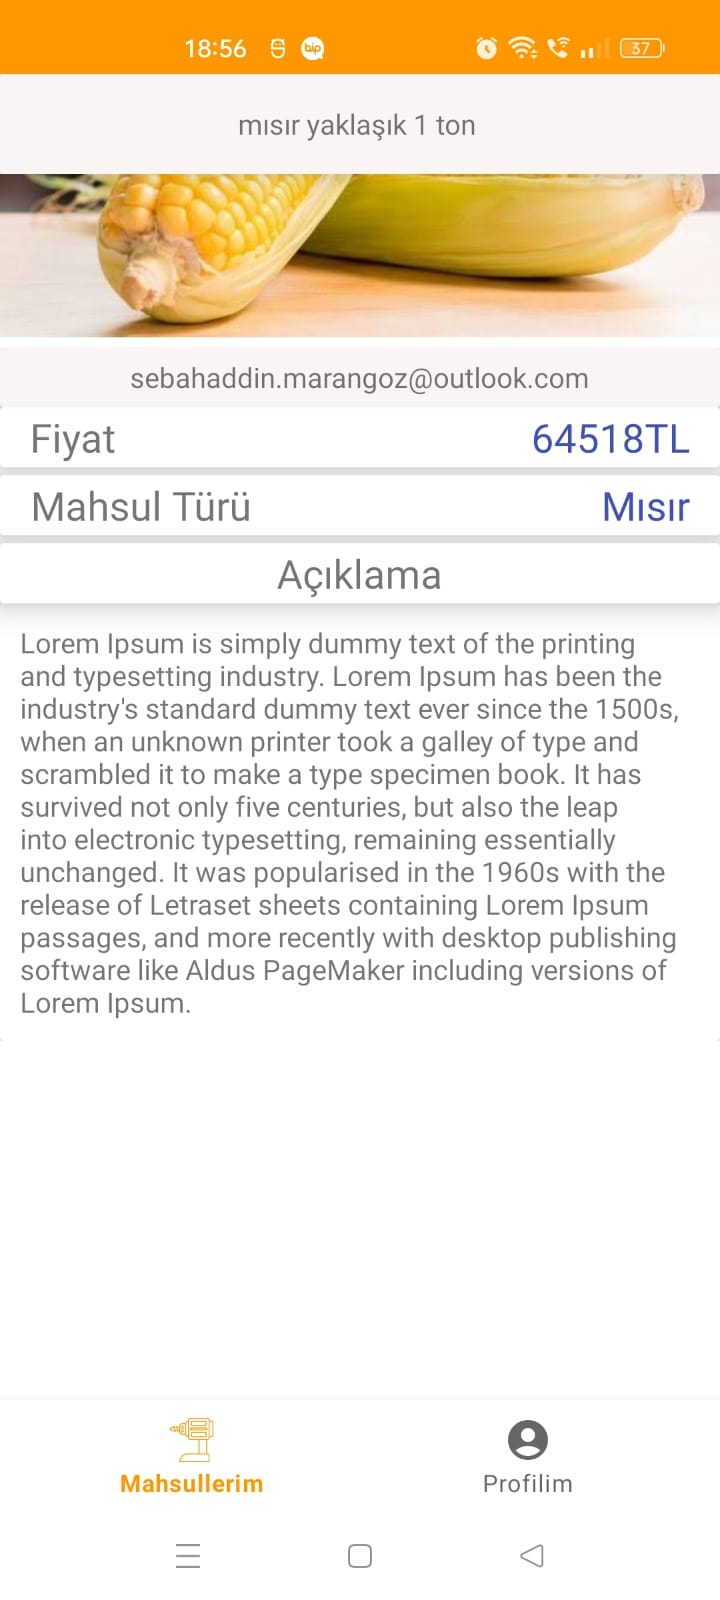 18:56
bip
37
mısır yaklaşık 1 ton
sebahaddin.marangoz@outlook.com
Fiyat 64518TL
Mahsul Türü Mısır
Açıklama
Lorem Ipsum is simply dummy text of the printing
and typesetting industry. Lorem Ipsum has been the
industry's standard dummy text ever since the 1500s,
when an unknown printer took a galley of type and
scrambled it to make a type specimen book. It has
survived not only five centuries, but also the leap
into electronic typesetting, remaining essentially
unchanged. It was popularised in the 1960s with the
release of Letraset sheets containing Lorem Ipsum
passages, and more recently with desktop publishing
software like Aldus PageMaker including versions of
Lorem Ipsum.
Mahsullerim Profilim